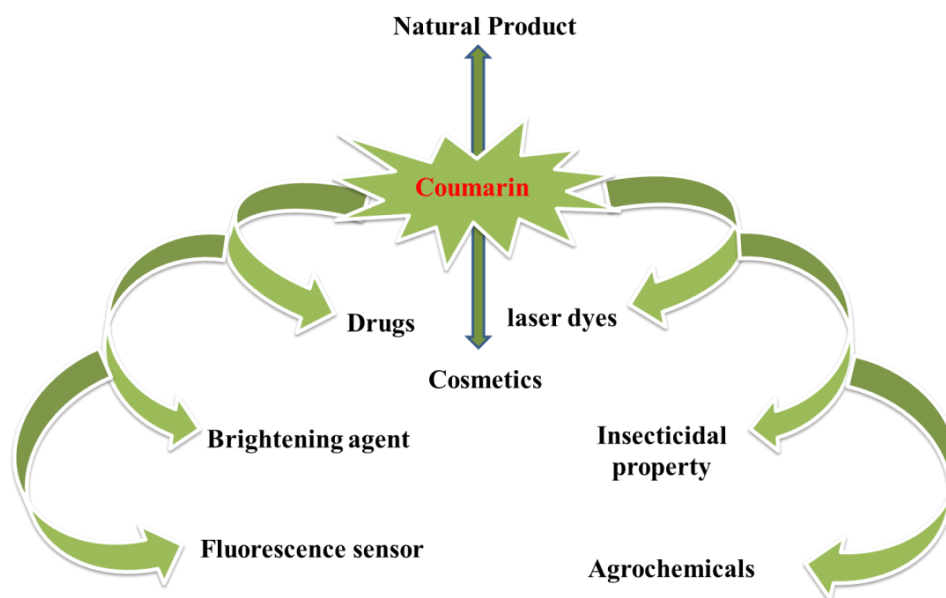 Natural Product
Coumarin
Drugs
laser dyes
Cosmetics
Brightening agent
Insecticidal
property
Fluorescence sensor
Agrochemicals